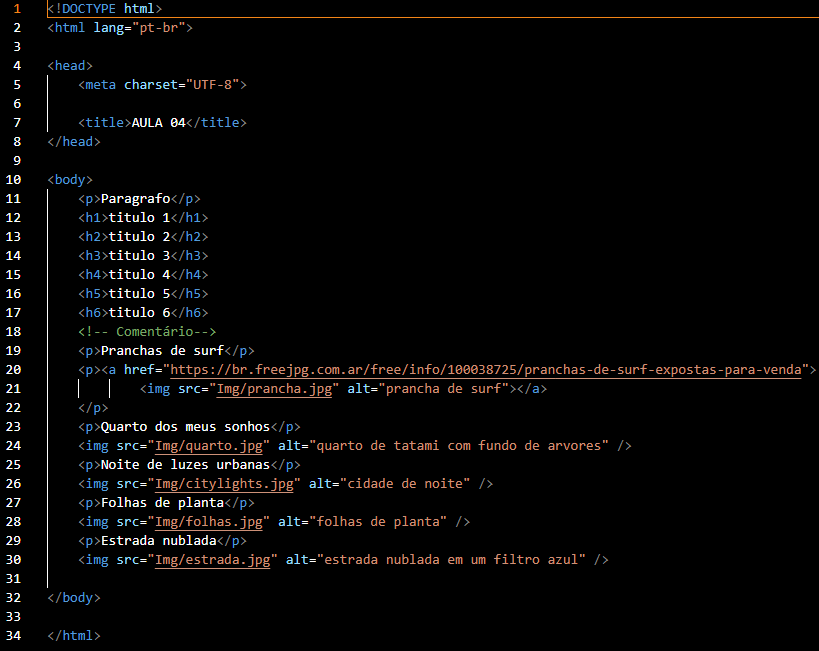 1 <!DOCTYPE html>
2 <html lang="pt-br">
3
4 <head>
5     <meta charset="UTF-8">
6
7     <title>AULA 04</title>
8 </head>
9
10 <body>
11     <p>Paragrafo</p>
12     <h1>titulo 1</h1>
13     <h2>titulo 2</h2>
14     <h3>titulo 3</h3>
15     <h4>titulo 4</h4>
16     <h5>titulo 5</h5>
17     <h6>titulo 6</h6>
18     <!-- Comentário-->
19     <p>Pranchas de surf</p>
20     <p><a href="https://br.freejpg.com.ar/free/info/100038725/pranchas-de-surf-expostas-para-venda">
21             <img src="Img/prancha.jpg" alt="prancha de surf"></a>
22     </p>
23     <p>Quarto dos meus sonhos</p>
24     <img src="Img/quarto.jpg" alt="quarto de tatami com fundo de arvores" />
25     <p>Noite de luzes urbanas</p>
26     <img src="Img/citylights.jpg" alt="cidade de noite" />
27     <p>Folhas de planta</p>
28     <img src="Img/folhas.jpg" alt="folhas de planta" />
29     <p>Estrada nublada</p>
30     <img src="Img/estrada.jpg" alt="estrada nublada em um filtro azul" />
31
32 </body>
33
34 </html>